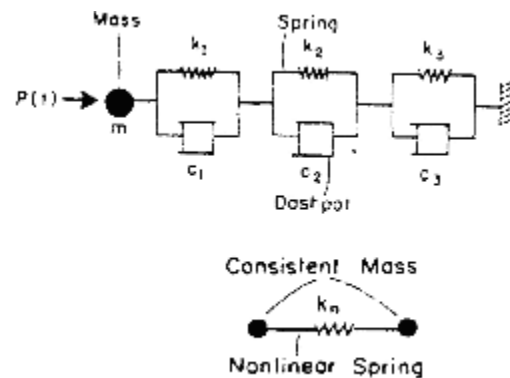 Mass
Spring
k1 k2 k3
P(t)
m
c1 c2 c3
Dashpot
Consistent Mass
kn
Nonlinear Spring